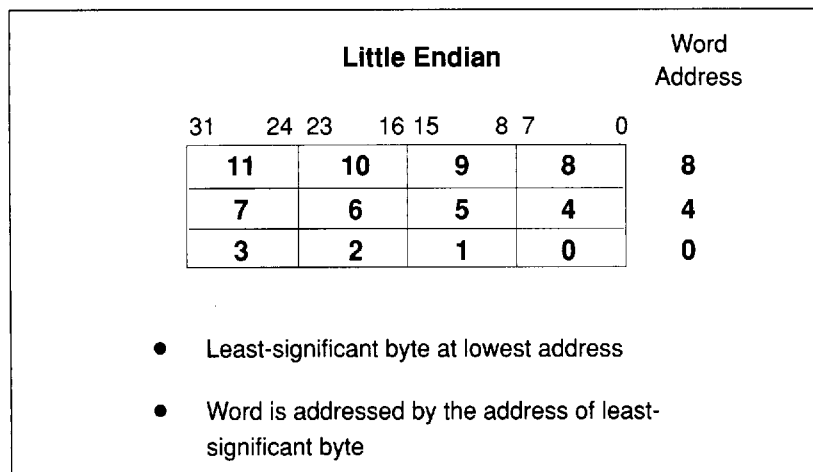 Little Endian
Word
Address
31 24 23 16 15 8 7 0
11 10 9 8 8
7 6 5 4 4
3 2 1 0 0
● Least-significant byte at lowest address
● Word is addressed by the address of least-
significant byte